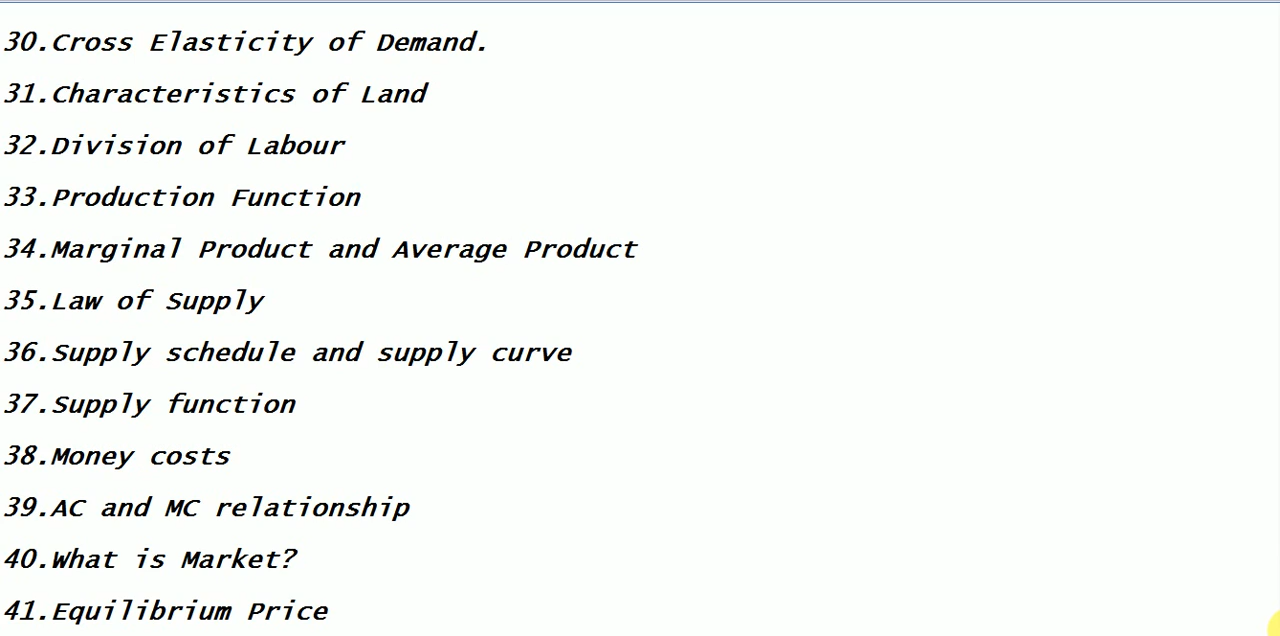 30.Cross Elasticity of Demand.
31.Characteristics of Land
32.Division of Labour
33.Production Function
34.Marginal Product and Average Product
35.Law of Supply
36.Supply schedule and supply curve
37.Supply function
38.Money costs
39.AC and MC relationship
40.What is Market?
41.Equilibrium Price